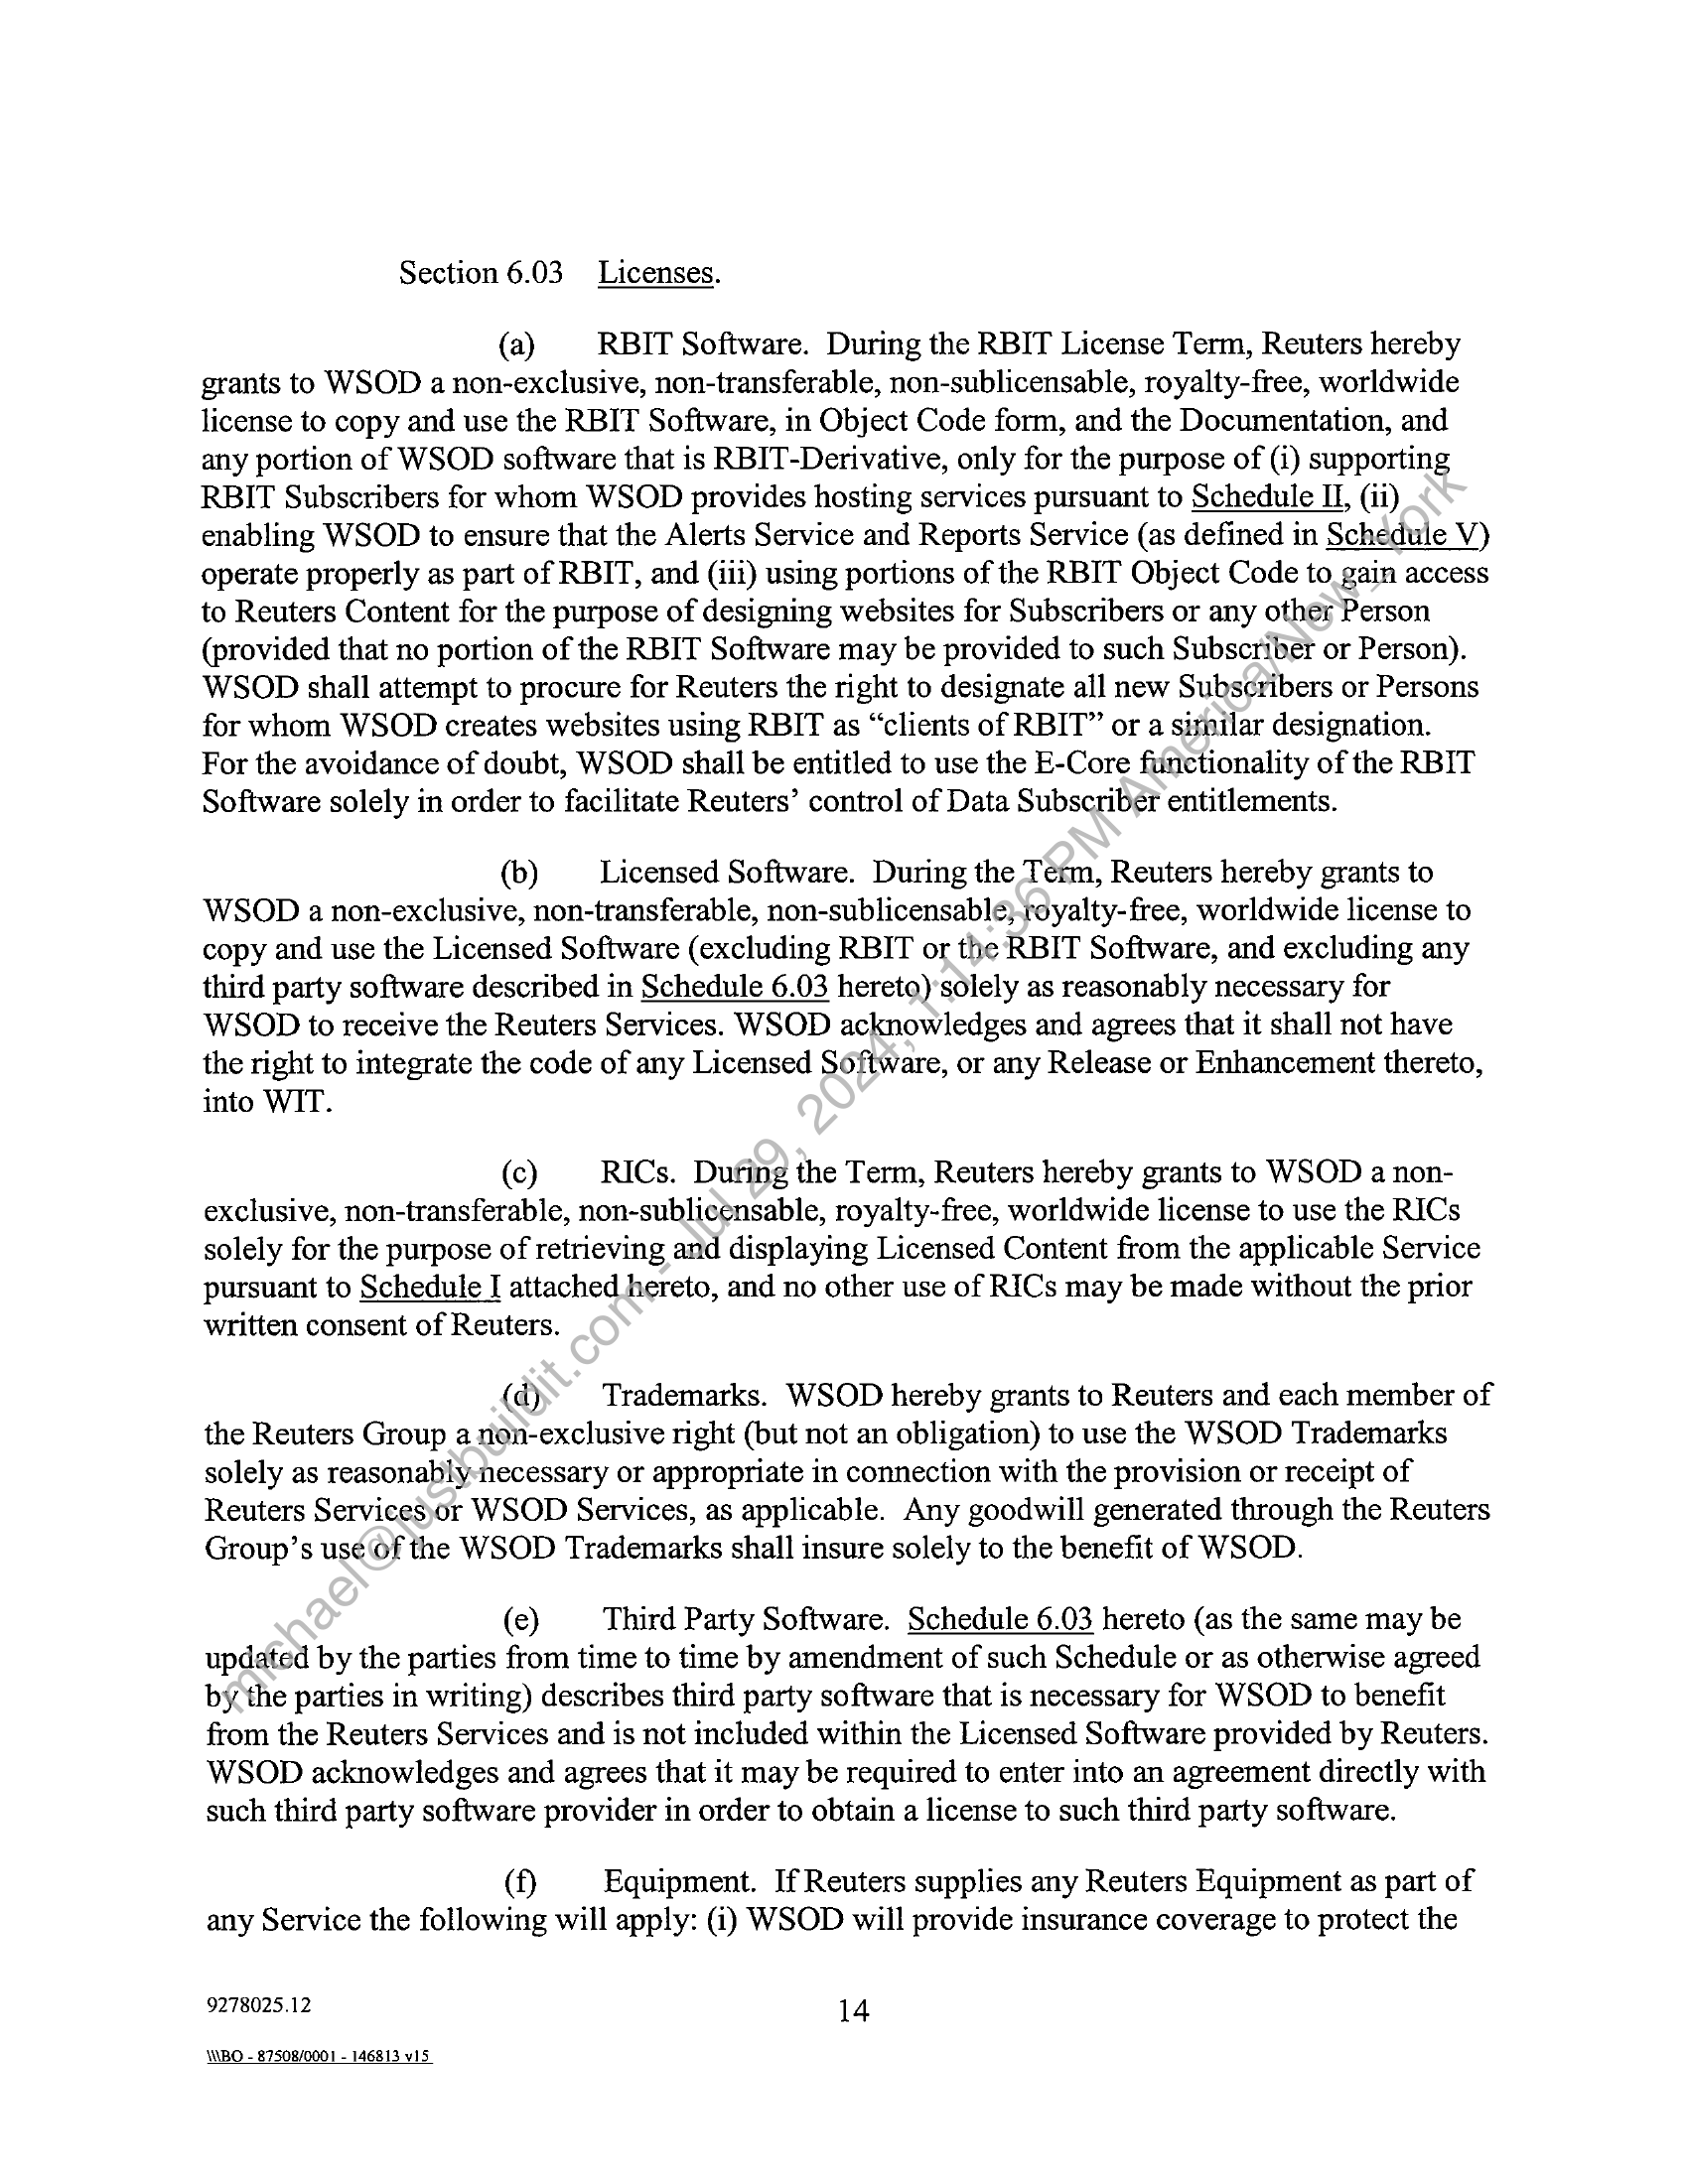 Section 6.03 Licenses.
(a) RBIT Software. During the RBIT License Term, Reuters hereby
grants to WSOD a non-exclusive, non-transferable, non-sublicensable, royalty-free, worldwide
license to copy and use the RBIT Software, in Object Code form, and the Documentation, and
any portion of WSOD software that is RBIT-Derivative, only for the purpose of (i) supporting
RBIT Subscribers for whom WSOD provides hosting services pursuant to Schedule II, (ii)
enabling WSOD to ensure that the Alerts Service and Reports Service (as defined in Schedule V)
operate properly as part of RBIT, and (iii) using portions of the RBIT Object Code to gain access
to Reuters Content for the purpose of designing websites for Subscribers or any other Person
(provided that no portion of the RBIT Software may be provided to such Subscriber or Person).
WSOD shall attempt to procure for Reuters the right to designate all new Subscribers or Persons
for whom WSOD creates websites using RBIT as “clients of RBIT” or a similar designation.
For the avoidance of doubt, WSOD shall be entitled to use the E-Core functionality of the RBIT
Software solely in order to facilitate Reuters’ control of Data Subscriber entitlements.
(b) Licensed Software. During the Term, Reuters hereby grants to
WSOD a non-exclusive, non-transferable, non-sublicensable, royalty-free, worldwide license to
copy and use the Licensed Software (excluding RBIT or the RBIT Software, and excluding any
third party software described in Schedule 6.03 hereto) solely as reasonably necessary for
WSOD to receive the Reuters Services. WSOD acknowledges and agrees that it shall not have
the right to integrate the code of any Licensed Software, or any Release or Enhancement thereto,
into WIT.
(c) RICs. During the Term, Reuters hereby grants to WSOD a non-
exclusive, non-transferable, non-sublicensable, royalty-free, worldwide license to use the RICs
solely for the purpose of retrieving and displaying Licensed Content from the applicable Service
pursuant to Schedule I attached hereto, and no other use of RICs may be made without the prior
written consent of Reuters.
(d) Trademarks. WSOD hereby grants to Reuters and each member of
the Reuters Group a non-exclusive right (but not an obligation) to use the WSOD Trademarks
solely as reasonably necessary or appropriate in connection with the provision or receipt of
Reuters Services or WSOD Services, as applicable. Any goodwill generated through the Reuters
Group’s use of the WSOD Trademarks shall insure solely to the benefit of WSOD.
(e) Third Party Software. Schedule 6.03 hereto (as the same may be
updated by the parties from time to time by amendment of such Schedule or as otherwise agreed
by the parties in writing) describes third party software that is necessary for WSOD to benefit
from the Reuters Services and is not included within the Licensed Software provided by Reuters.
WSOD acknowledges and agrees that it may be required to enter into an agreement directly with
such third party software provider in order to obtain a license to such third party software.
(f) Equipment. If Reuters supplies any Reuters Equipment as part of
any Service the following will apply: (i) WSOD will provide insurance coverage to protect the
9278025.12
14
\\\BO - 87508/0001 - 146813 v15
michael@justbuildit.com - Jul 29, 2024, 1:14:36 PM America/New_York